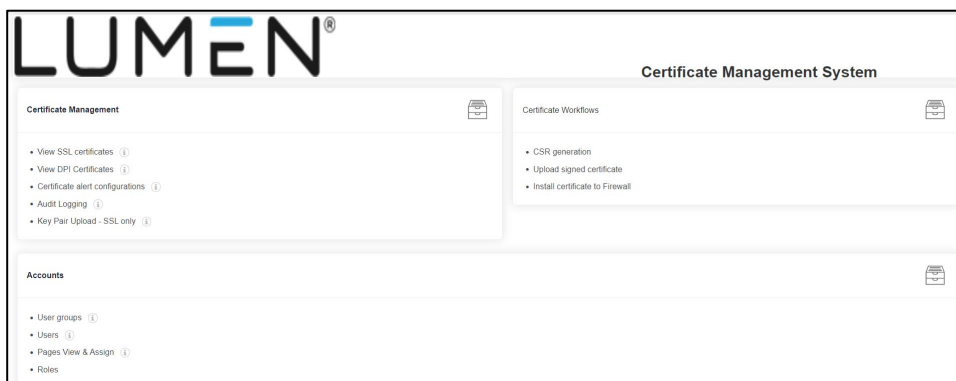 LUMEN®
Certificate Management System
Certificate Management
View SSL certificates
View DPI Certificates
Certificate alert configurations
Audit Logging
Key Pair Upload - SSL only
Certificate Workflows
CSR generation
Upload signed certificate
Install certificate to Firewall
Accounts
User groups
Users
Pages View & Assign
Roles